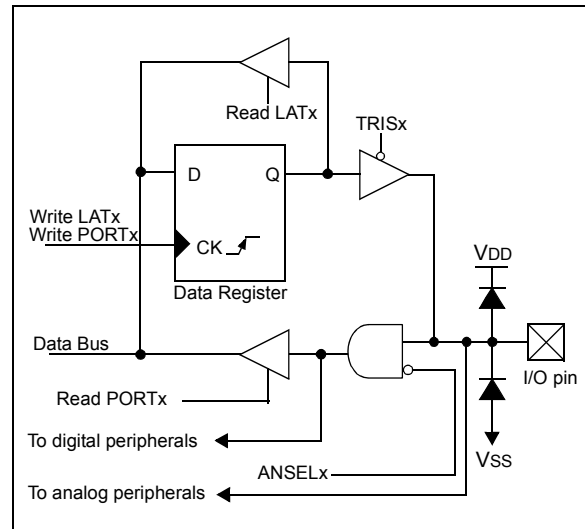 Read LATx
TRISx
D
Q
Write LATx
Write PORTx
CK
Data Register
VDD
Data Bus
I/O pin
Read PORTx
To digital peripherals
ANSELx
VSS
To analog peripherals